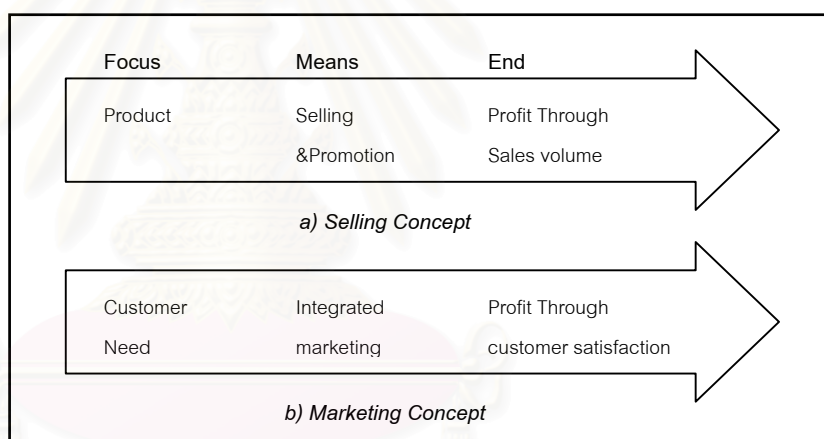 Focus Means End
Product Selling Profit Through
&Promotion Sales volume
a) Selling Concept
Customer Integrated Profit Through
Need marketing customer satisfaction
b) Marketing Concept